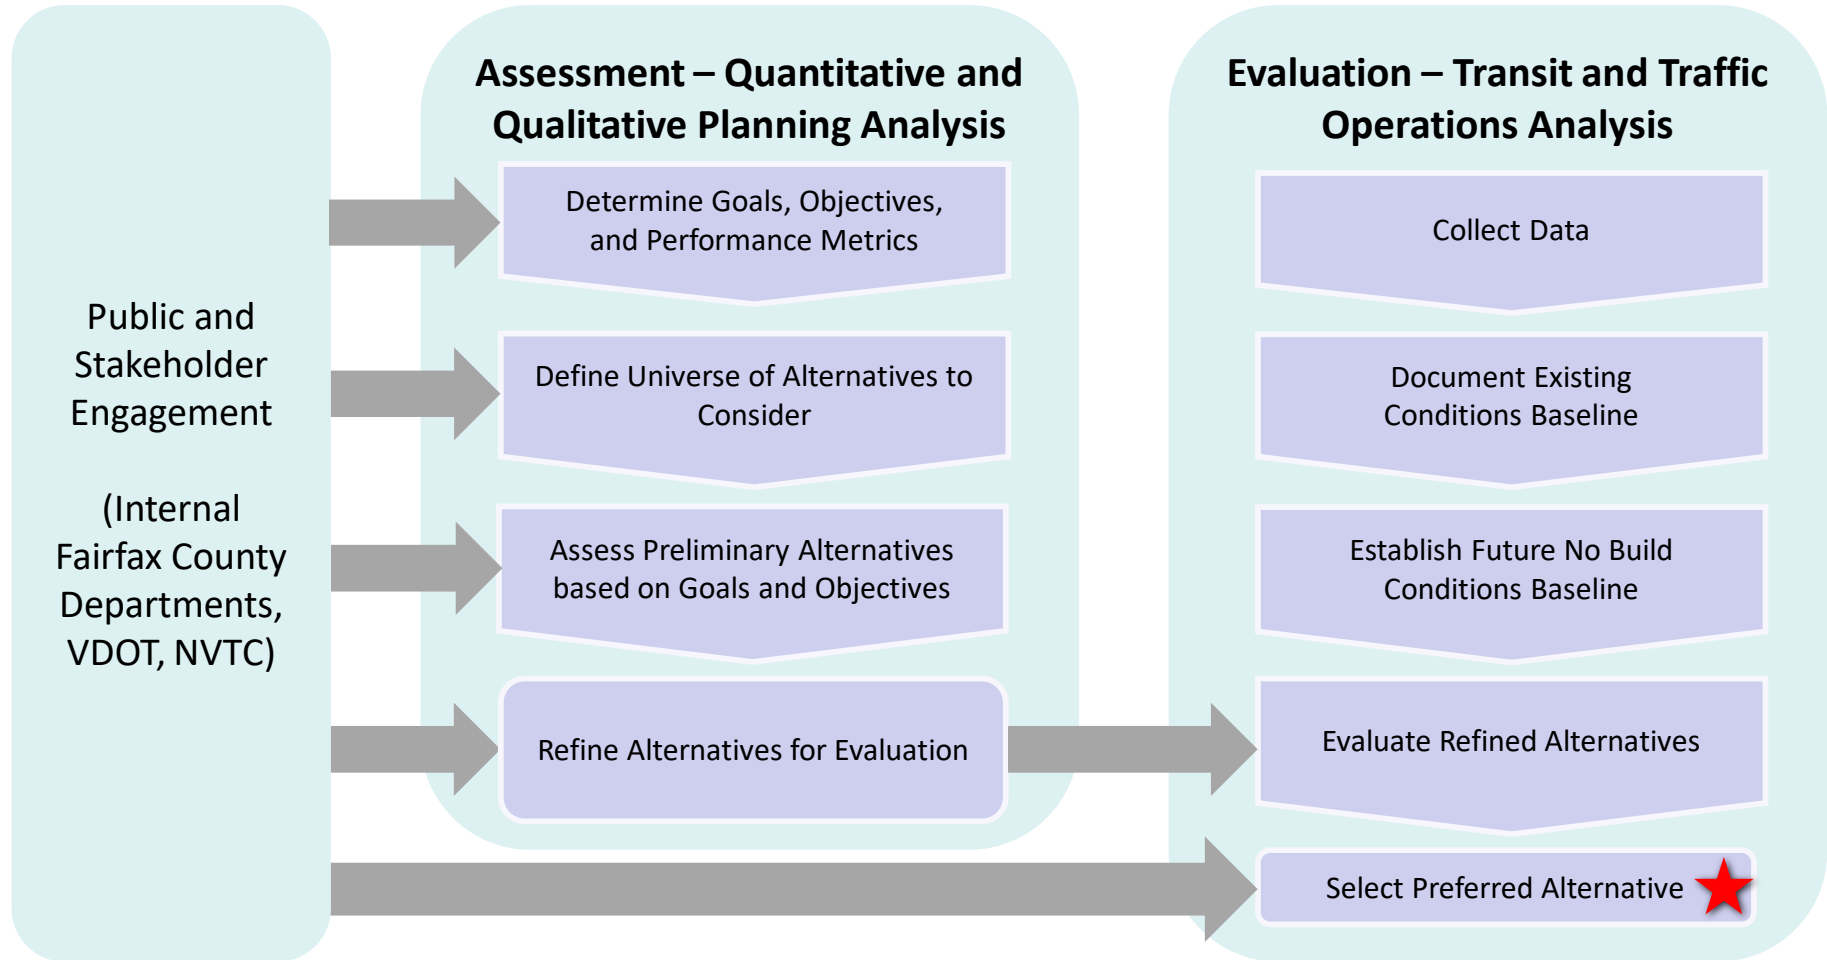 Public and
Stakeholder
Engagement
(Internal
Fairfax County
Departments,
VDOT, NVTC)
Assessment – Quantitative and
Qualitative Planning Analysis
Determine Goals, Objectives,
and Performance Metrics
Define Universe of Alternatives to
Consider
Assess Preliminary Alternatives
based on Goals and Objectives
Refine Alternatives for Evaluation
Evaluation – Transit and Traffic
Operations Analysis
Collect Data
Document Existing
Conditions Baseline
Establish Future No Build
Conditions Baseline
Evaluate Refined Alternatives
Select Preferred Alternative